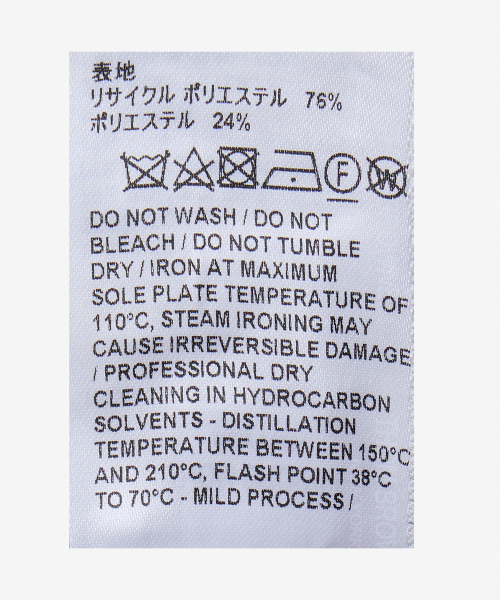 表地
リサイクル ポリエステル 76%
ポリエステル 24%
F W
DO NOT WASH / DO NOT
BLEACH / DO NOT TUMBLE
DRY / IRON AT MAXIMUM
SOLE PLATE TEMPERATURE OF
110°C, STEAM IRONING MAY
CAUSE IRREVERSIBLE DAMAGE
/ PROFESSIONAL DRY
CLEANING IN HYDROCARBON
SOLVENTS - DISTILLATION
TEMPERATURE BETWEEN 150°C
AND 210°C, FLASH POINT 38°C
TO 70°C - MILD PROCESS /